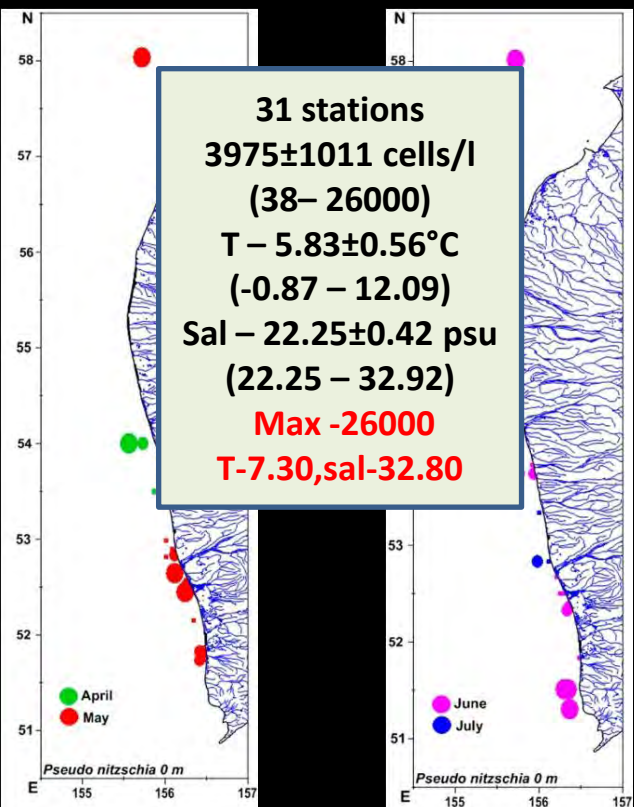 N
58
57
56
55
54
53
52
51
E
155
156
157
April
May
Pseudo nitzschia 0 m
31 stations
3975±1011 cells/l
(38– 26000)
T – 5.83±0.56°C
(-0.87 – 12.09)
Sal – 22.25±0.42 psu
(22.25 – 32.92)
Max -26000
T-7.30,sal-32.80
N
58
53
52
51
E
155
156
157
June
July
Pseudo nitzschia 0 m